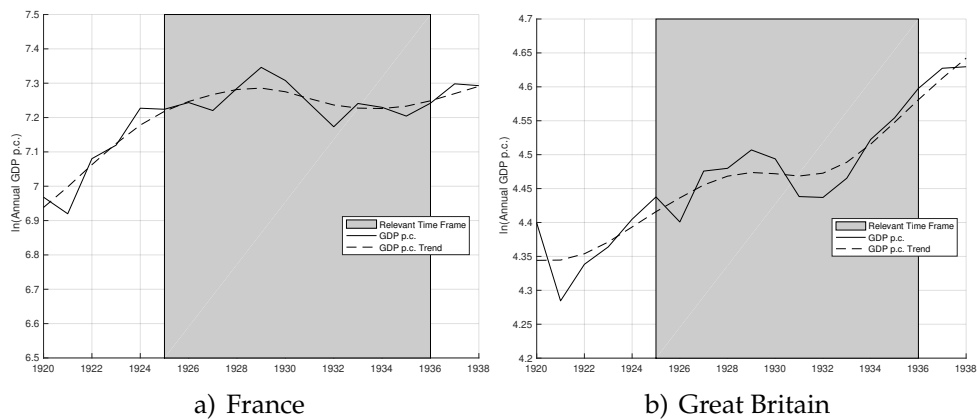 7.5
7.4
7.3
7.2
7.1
7
6.9
6.8
6.7
6.6
6.5
ln(Annual GDP p.c.)
Relevant Time Frame
GDP p.c.
GDP p.c. Trend
1920 1922 1924 1926 1928 1930 1932 1934 1936 1938
a) France
4.7
4.65
4.6
4.55
4.5
4.45
4.4
4.35
4.3
4.25
4.2
ln(Annual GDP p.c.)
Relevant Time Frame
GDP p.c.
GDP p.c. Trend
1920 1922 1924 1926 1928 1930 1932 1934 1936 1938
b) Great Britain